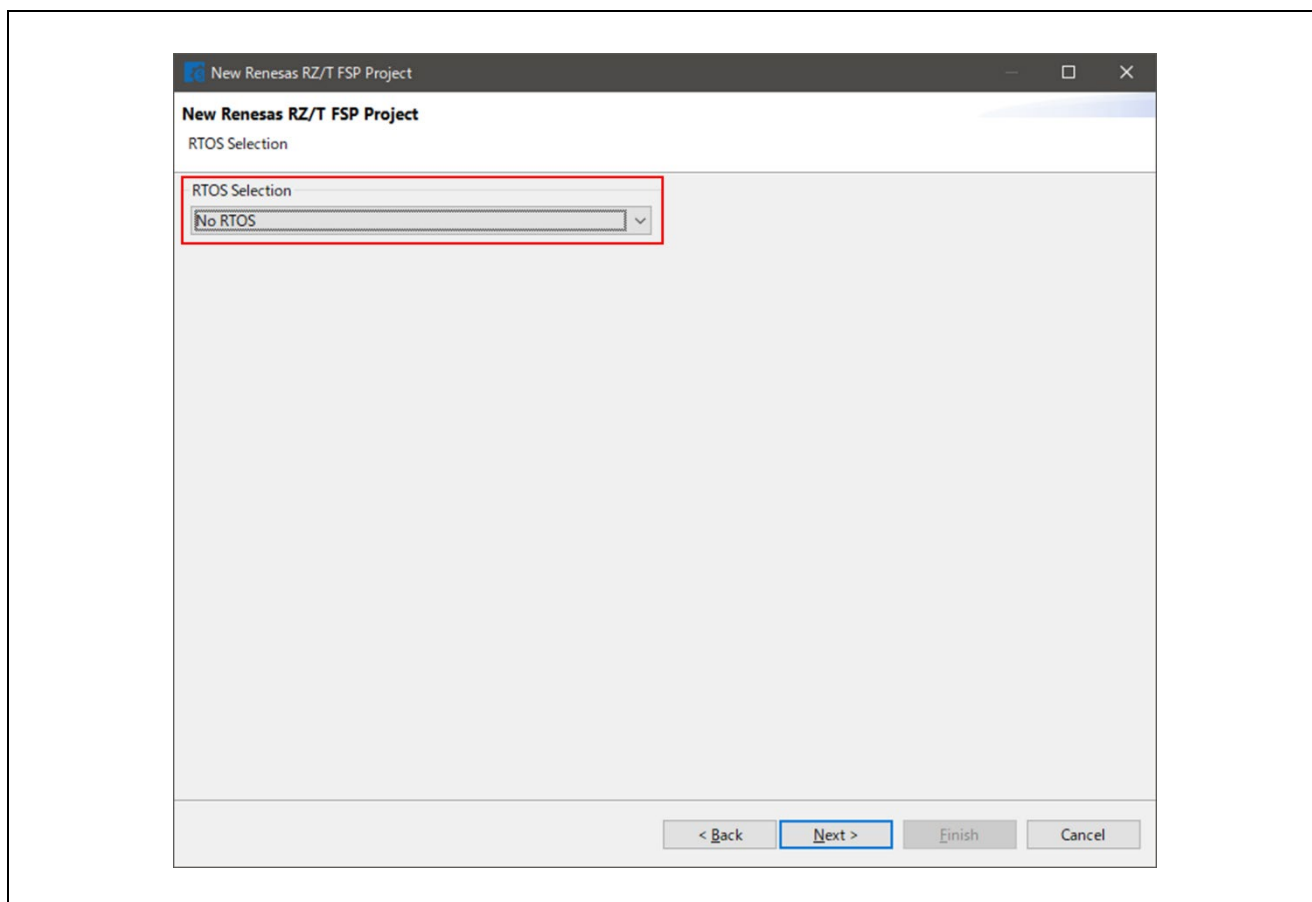 New Renesas RZ/T FSP Project
New Renesas RZ/T FSP Project
RTOS Selection
RTOS Selection
No RTOS
< Back Next > Finish Cancel